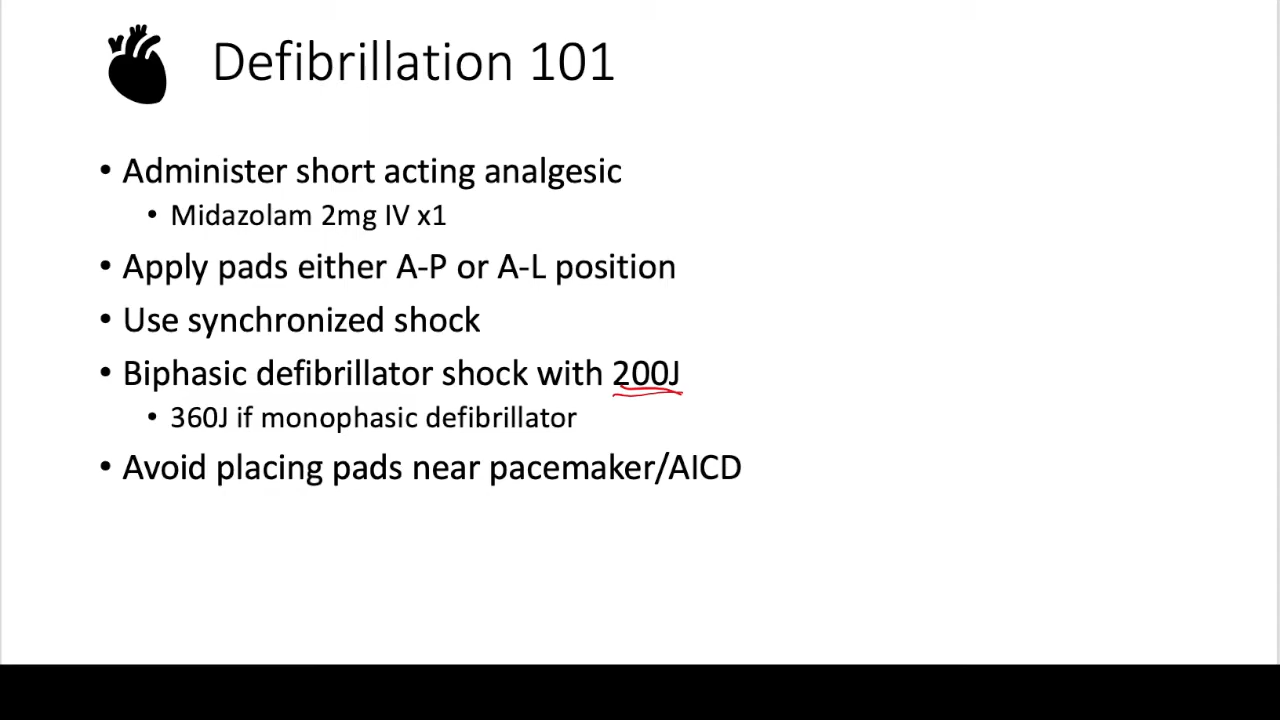 Defibrillation 101
• Administer short acting analgesic
• Midazolam 2mg IV x1
• Apply pads either A-P or A-L position
• Use synchronized shock
• Biphasic defibrillator shock with 200J
• 360J if monophasic defibrillator
• Avoid placing pads near pacemaker/AICD